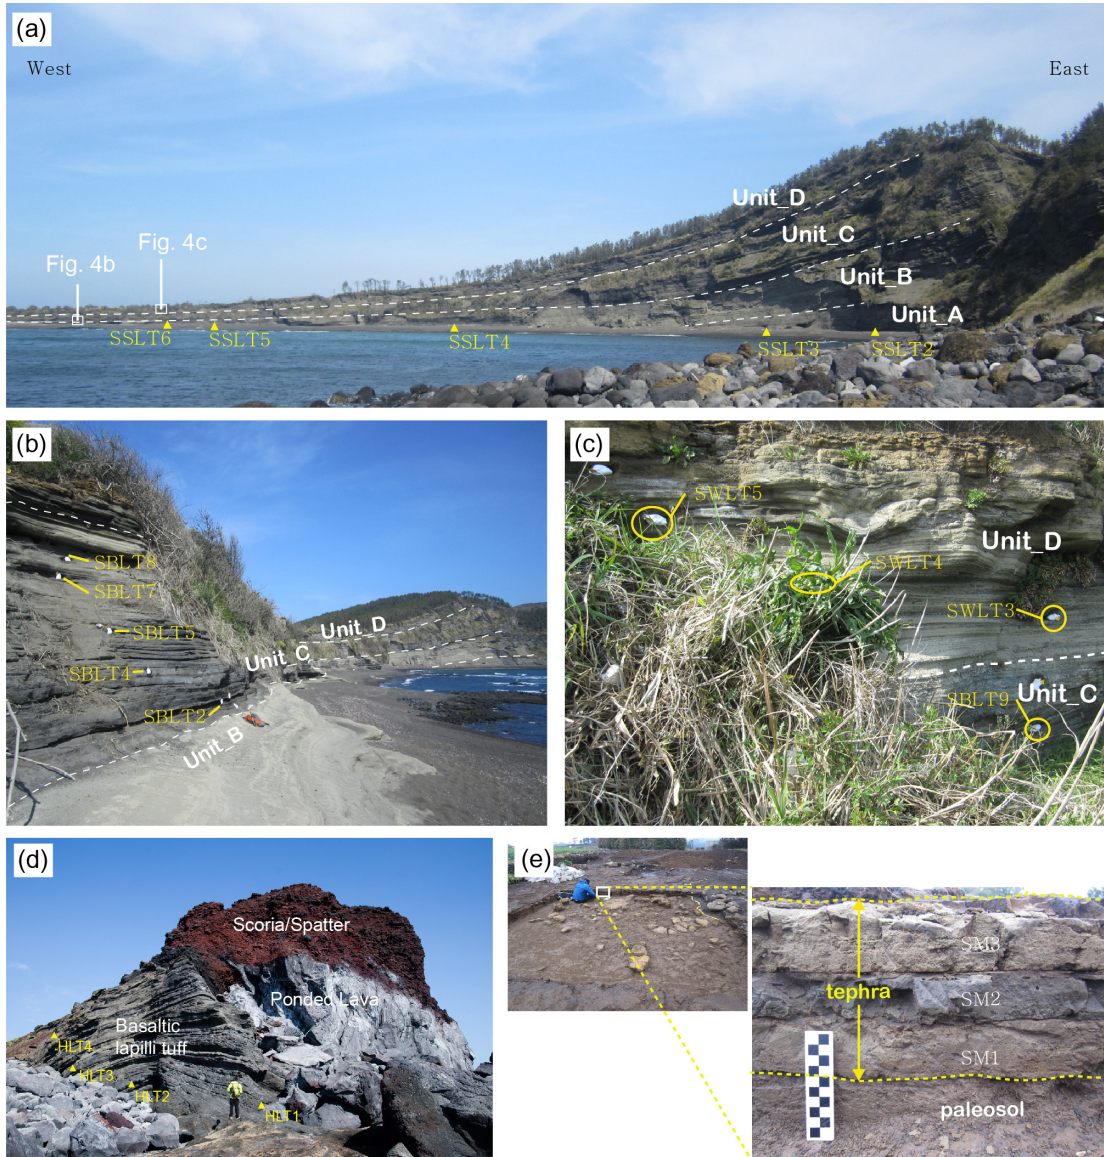 (a)
West
East
Unit_D
Unit_C
Fig. 4c
Fig. 4b
Unit_B
Unit_A
SSLT6
SSLT5
SSLT4
SSLT3
SSLT2
(b)
SBLT8
SBLT7
SBLT5
SBLT4
SBLT2
Unit_D
Unit_C
Unit_B
(c)
SWLT5
Unit_D
SWLT4
SWLT3
SBLT9
Unit_C
(d)
Scoria/Spatter
Ponded Lava
Basaltic
lapilli tuff
HLT4
HLT3
HLT2
HLT1
(e)
SM3
tephra
SM2
SM1
paleosol